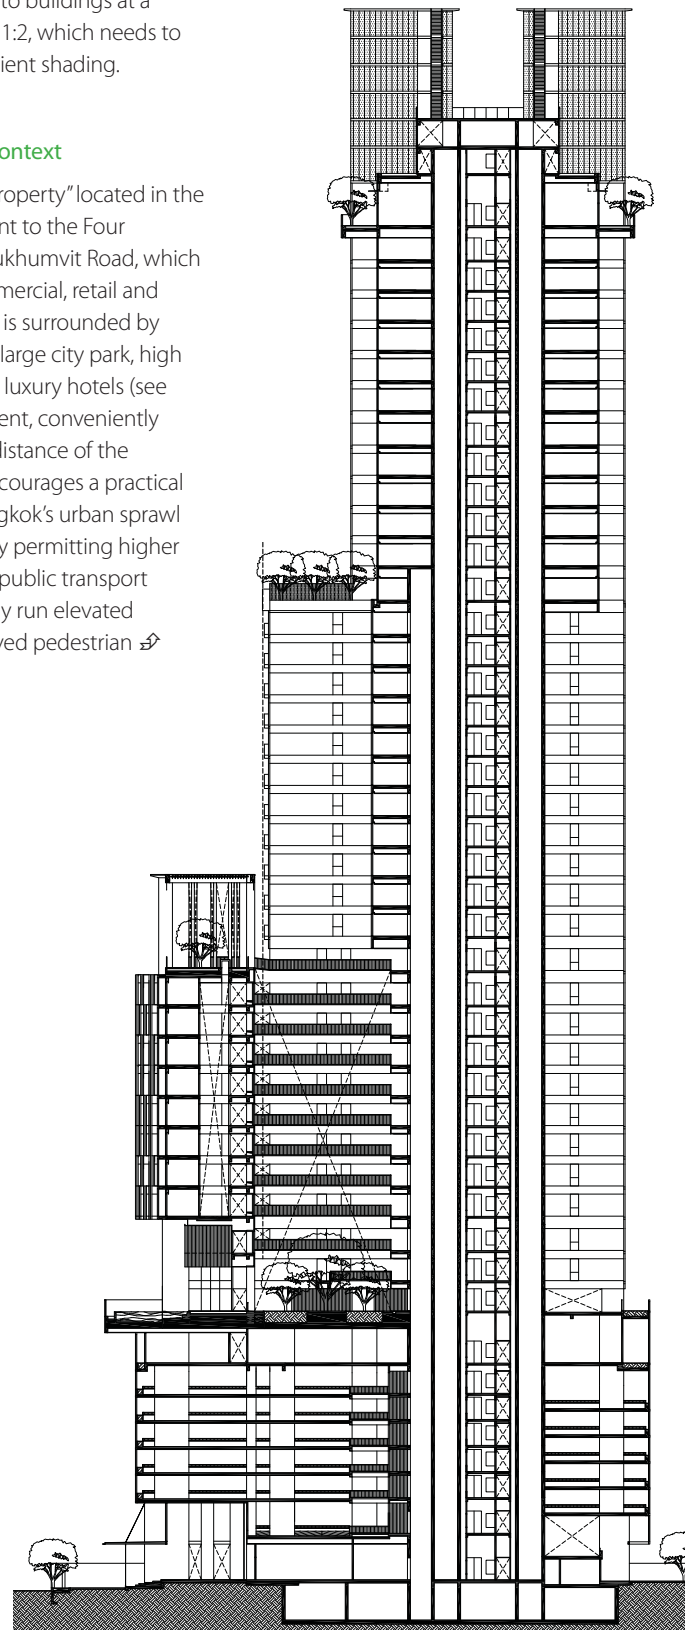 to buildings at a
1:2, which needs to
ient shading.
ontext
roperty” located in the
nt to the Four
ukhumvit Road, which
mercial, retail and
is surrounded by
large city park, high
luxury hotels (see
ent, conveniently
distance of the
courages a practical
gkok’s urban sprawl
y permitting higher
public transport
y run elevated
ved pedestrian